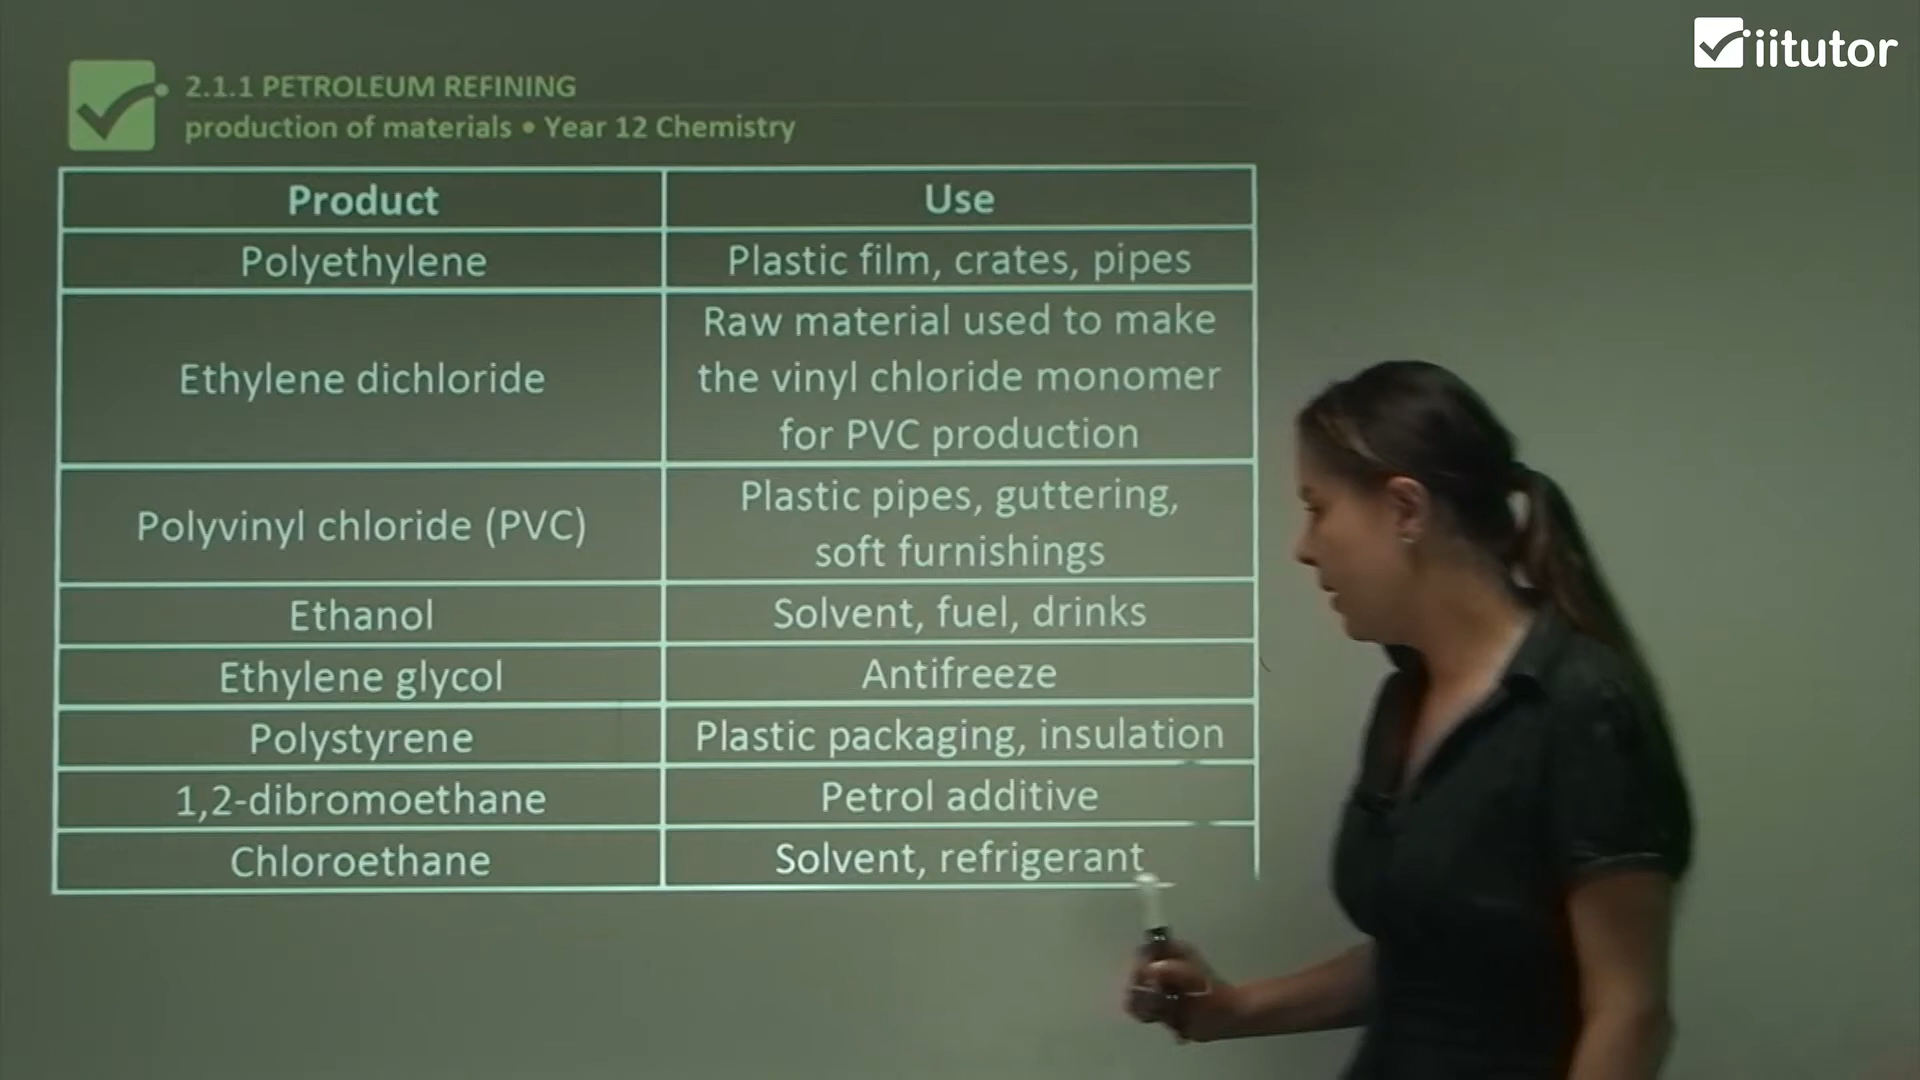 iitutor
2.1.1 PETROLEUM REFINING
production of materials • Year 12 Chemistry
Product
Use
Polyethylene
Plastic film, crates, pipes
Ethylene dichloride
Raw material used to make
the vinyl chloride monomer
for PVC production
Polyvinyl chloride (PVC)
Plastic pipes, guttering,
soft furnishings
Ethanol
Solvent, fuel, drinks
Ethylene glycol
Antifreeze
Polystyrene
Plastic packaging, insulation
1,2-dibromoethane
Petrol additive
Chloroethane
Solvent, refrigerant